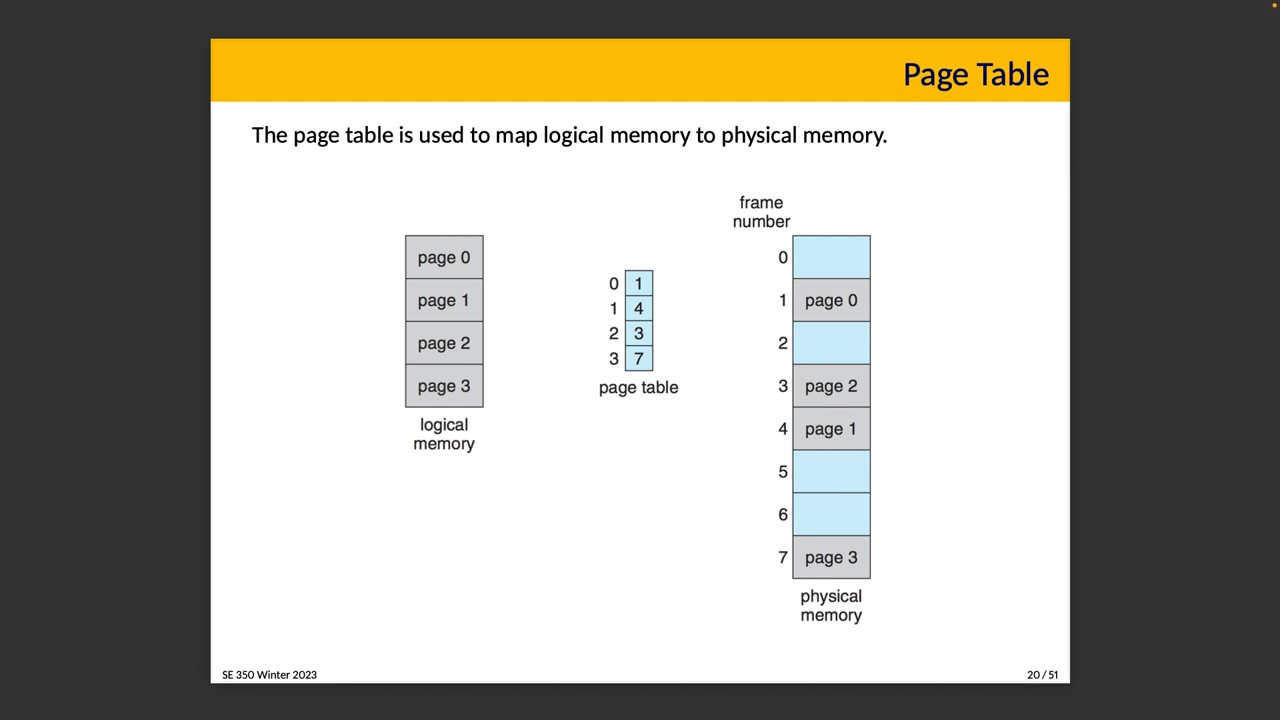 Page Table
The page table is used to map logical memory to physical memory.
page 0
page 1
page 2
page 3
logical
memory
0 1
1 4
2 3
3 7
page table
frame
number
0
1 page 0
2
3 page 2
4 page 1
5
6
7 page 3
physical
memory
SE 350 Winter 2023
20 / 51